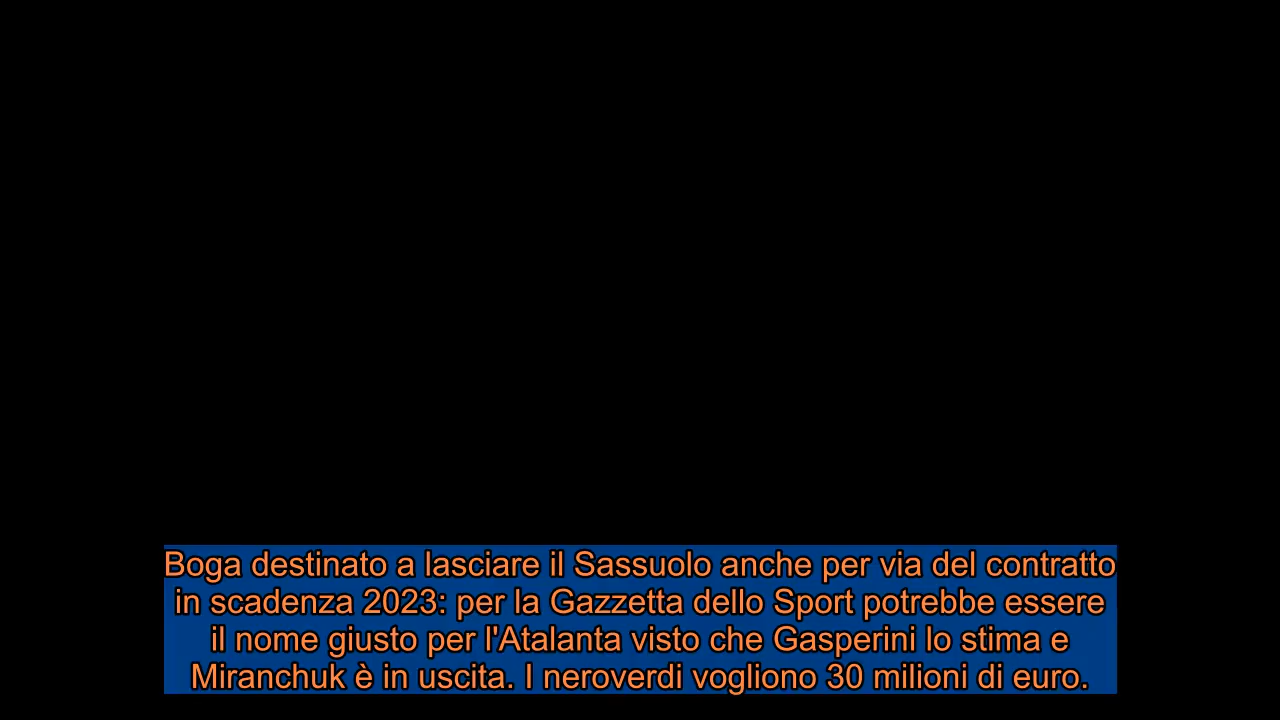 Boga destinato a lasciare il Sassuolo anche per via del contratto
in scadenza 2023: per la Gazzetta dello Sport potrebbe essere
il nome giusto per l'Atalanta visto che Gasperini lo stima e
Miranchuk è in uscita. I neroverdi vogliono 30 milioni di euro.